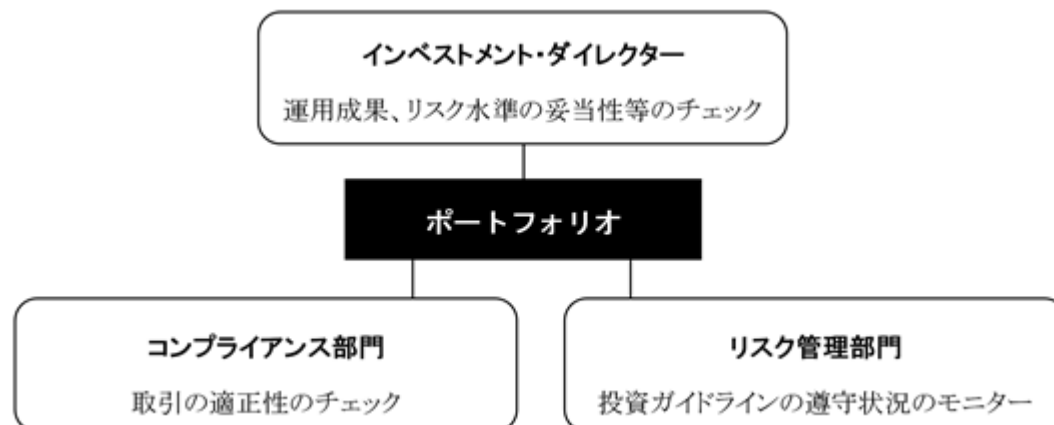 インベストメント・ダイレクター
運用成果、リスク水準の妥当性等のチェック
ポートフォリオ
コンプライアンス部門
取引の適正性のチェック
リスク管理部門
投資ガイドラインの遵守状況のモニター